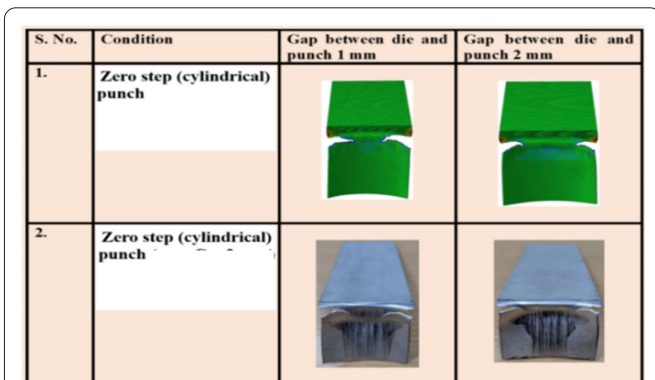 S. No.
Condition
Gap between die and
punch 1 mm
Gap between die and
punch 2 mm
1.
Zero step (cylindrical)
punch
2.
Zero step (cylindrical)
punch